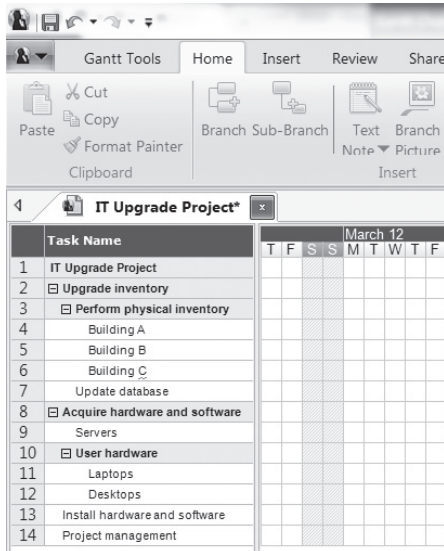 Gantt Tools Home Insert Review Share
Paste Cut
Copy
Format Painter
Branch Sub-Branch Text Note Branch Picture
Clipboard Insert
IT Upgrade Project* x
Task Name March 12
T F S S M T W T F
1 IT Upgrade Project
2 Upgrade inventory
3 Perform physical inventory
4 Building A
5 Building B
6 Building C
7 Update database
8 Acquire hardware and software
9 Servers
10 User hardware
11 Laptops
12 Desktops
13 Install hardware and software
14 Project management